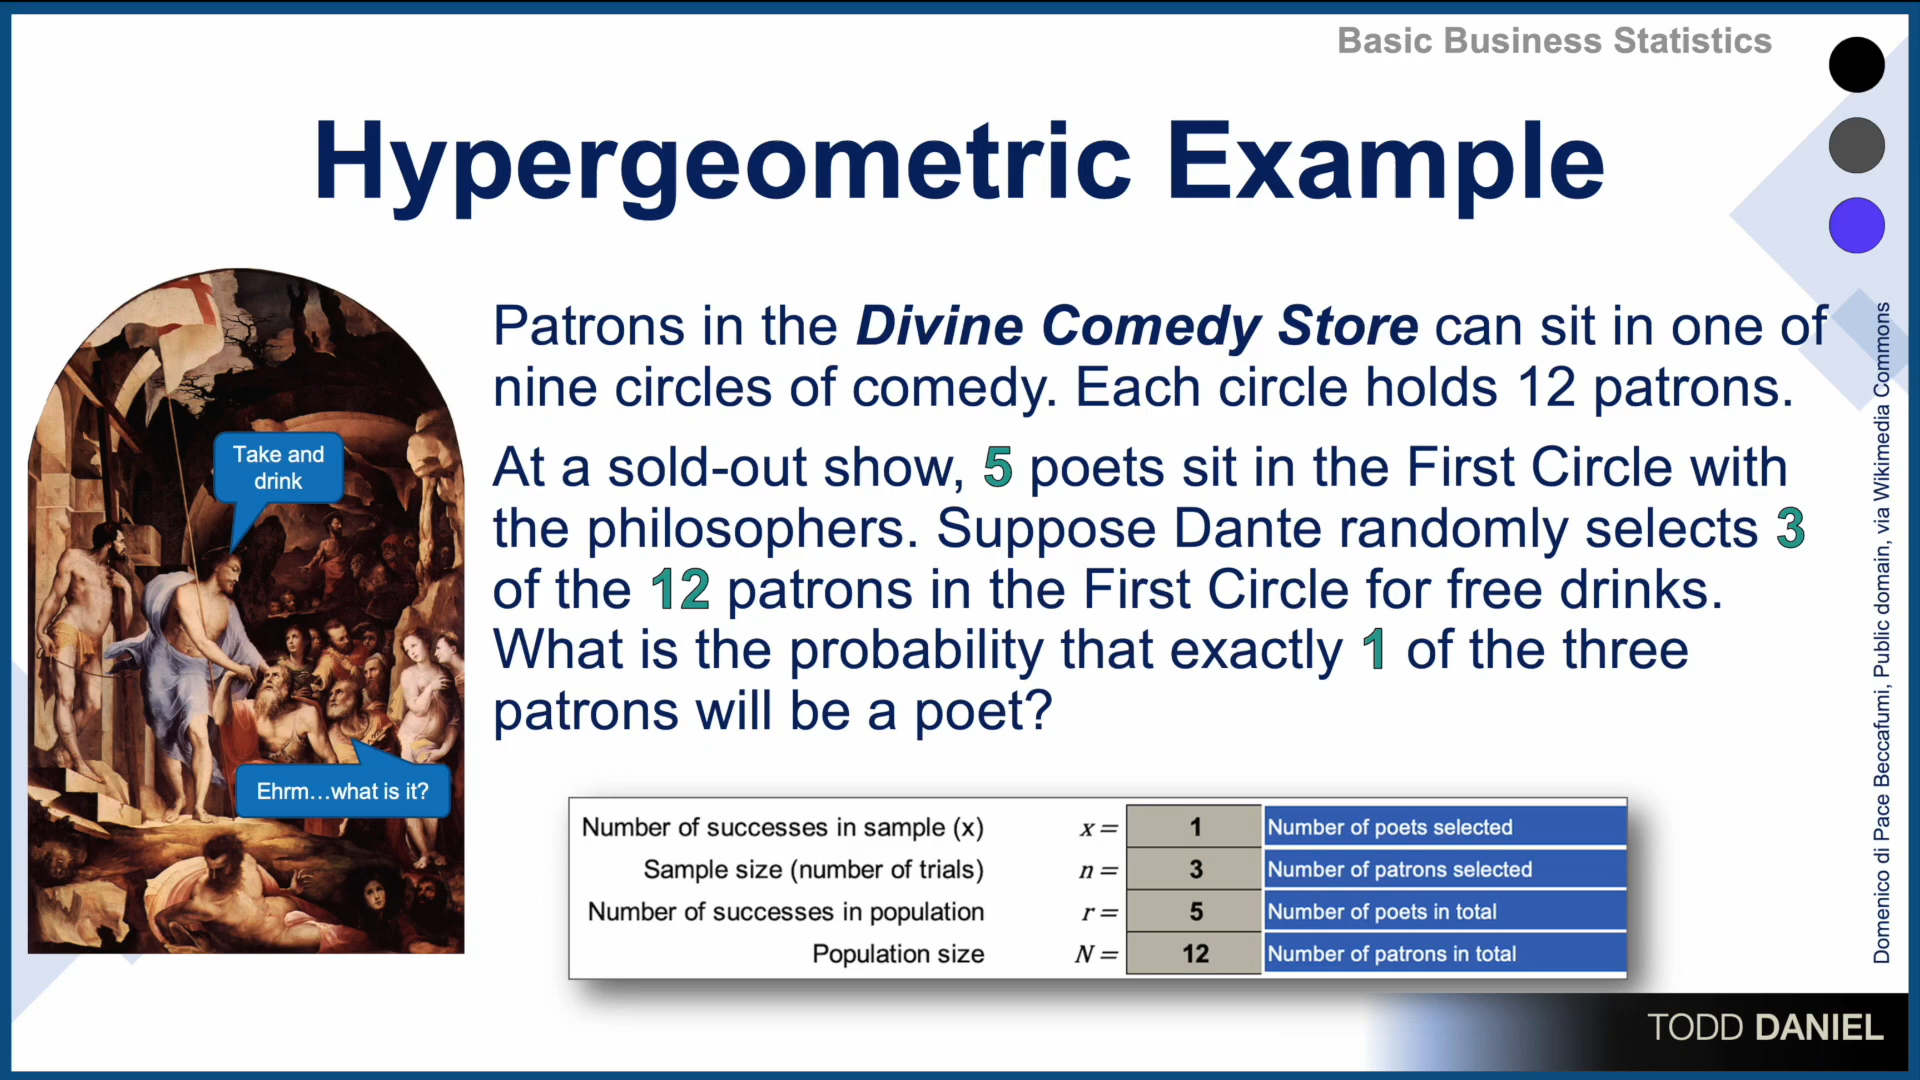 Basic Business Statistics
Hypergeometric Example
Patrons in the Divine Comedy Store can sit in one of
nine circles of comedy. Each circle holds 12 patrons.
At a sold-out show, 5 poets sit in the First Circle with
the philosophers. Suppose Dante randomly selects 3
of the 12 patrons in the First Circle for free drinks.
What is the probability that exactly 1 of the three
patrons will be a poet?
Take and
drink
Ehrm…what is it?
Number of successes in sample (x) x = 1 Number of poets selected
Sample size (number of trials) n = 3 Number of patrons selected
Number of successes in population r = 5 Number of poets in total
Population size N = 12 Number of patrons in total
Domenico di Pace Beccafumi, Public domain, via Wikimedia Commons
TODD DANIEL